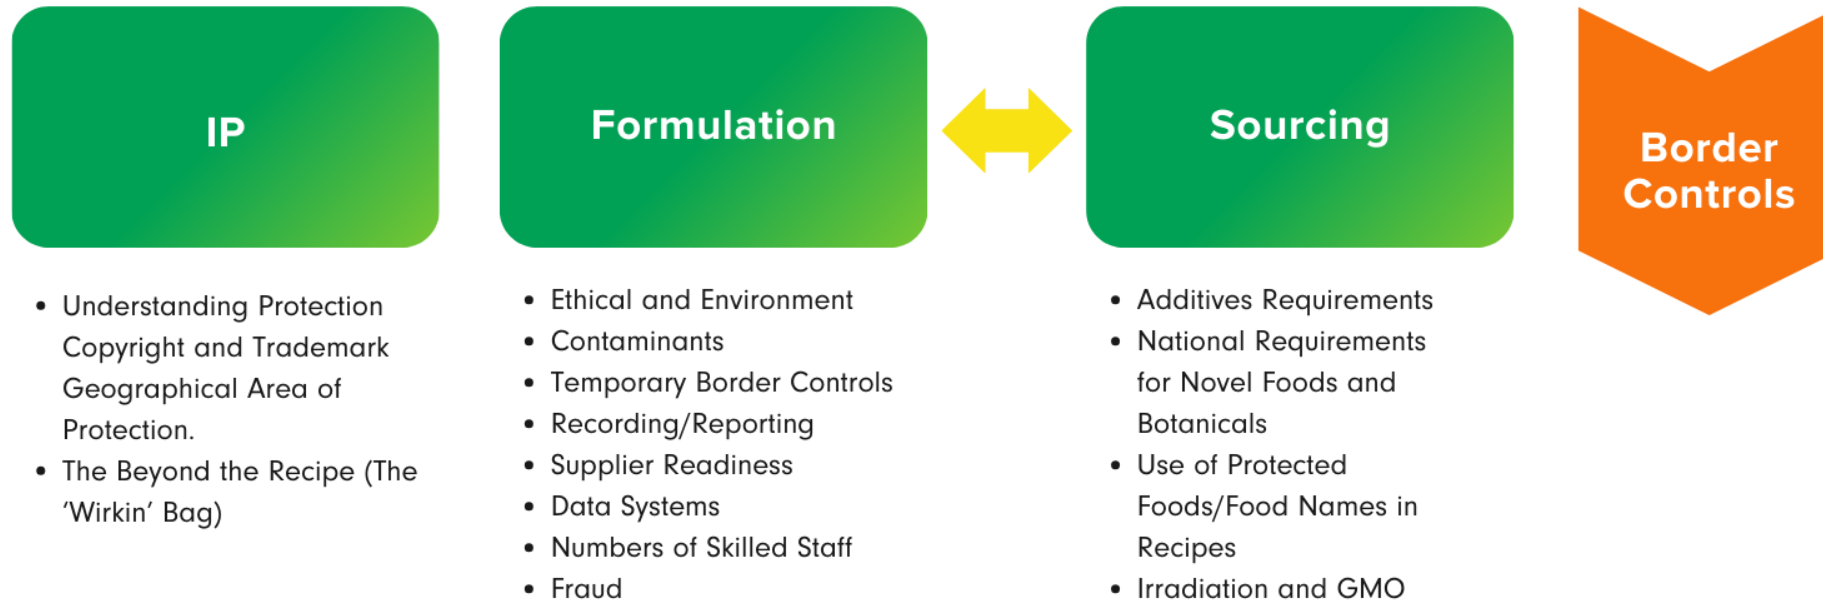 IP
Understanding Protection
Copyright and Trademark
Geographical Area of
Protection.
The Beyond the Recipe (The
‘Wirkin’ Bag)
Formulation
Ethical and Environment
Contaminants
Temporary Border Controls
Recording/Reporting
Supplier Readiness
Data Systems
Numbers of Skilled Staff
Fraud
Sourcing
Additives Requirements
National Requirements
for Novel Foods and
Botanicals
Use of Protected
Foods/Food Names in
Recipes
Irradiation and GMO
Border
Controls